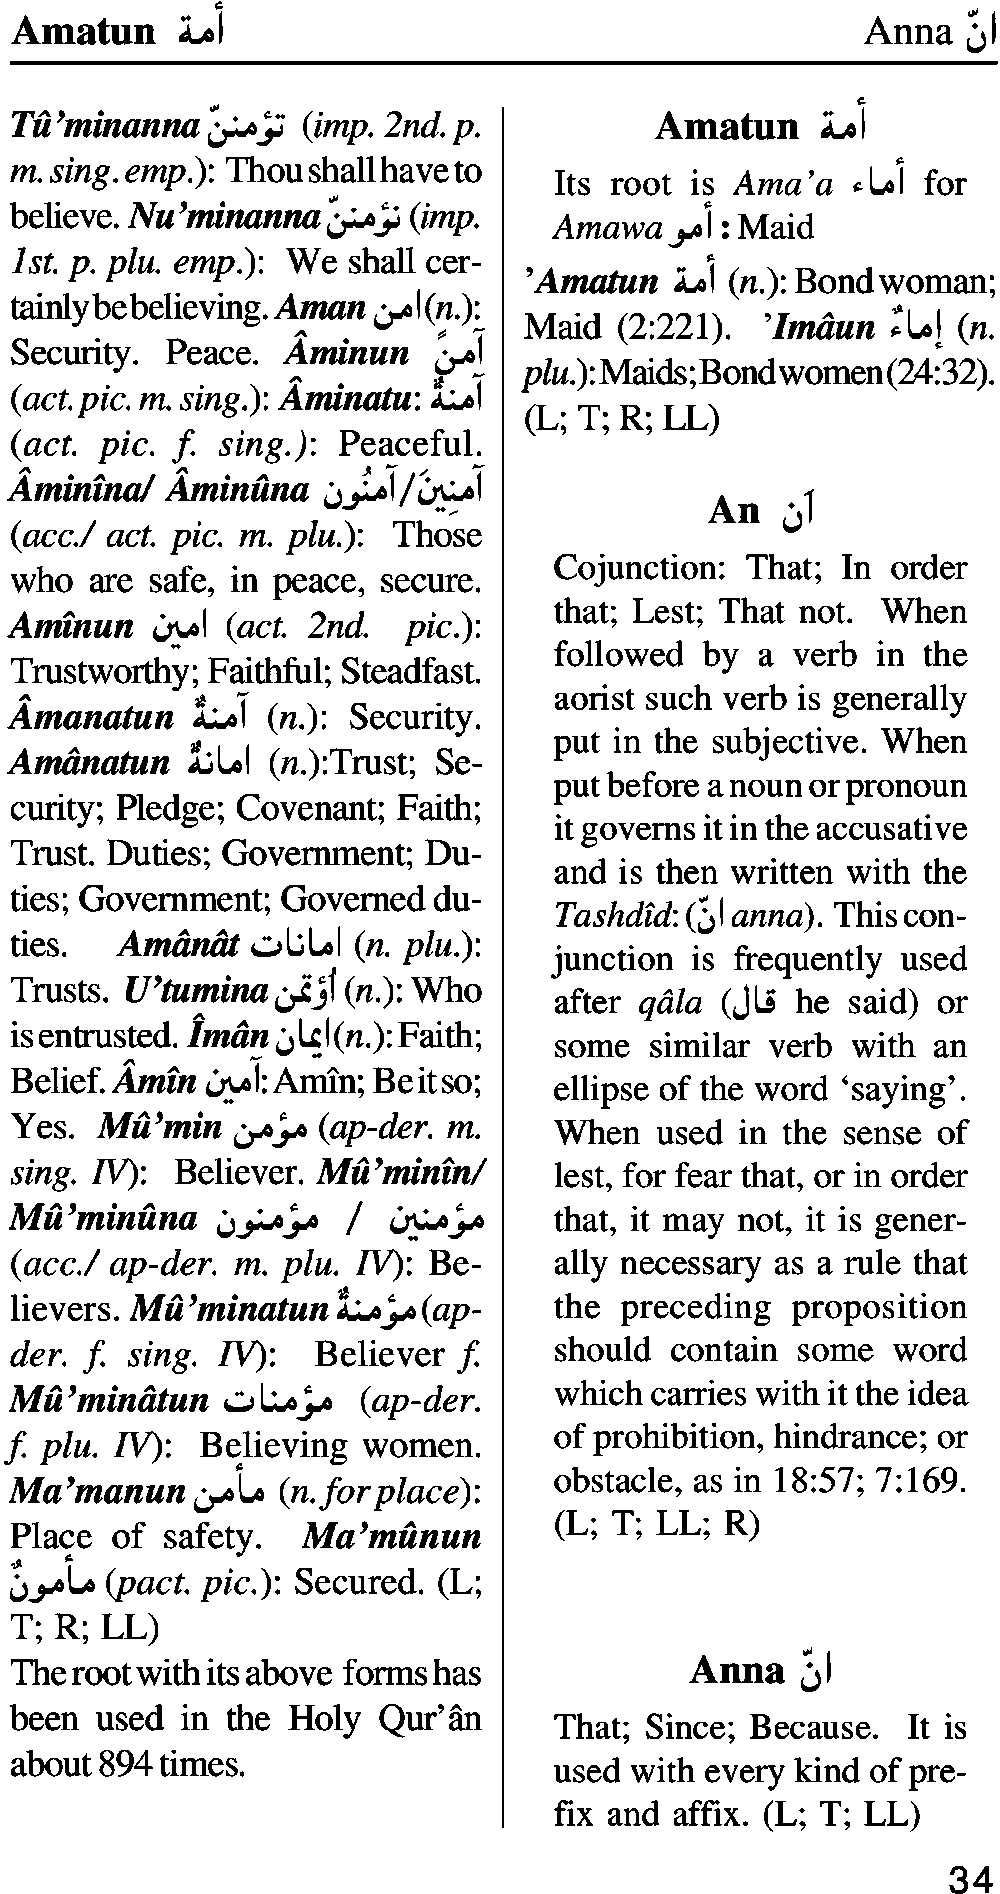 Amatun أمة
Anna انّ
Tû’minanna تؤمننّ (imp. 2nd. p.
m. sing. emp.): Thou shall have to
believe. Nu’minanna نؤمننّ (imp.
1st. p. plu. emp.): We shall cer-
tainly be believing. Aman امن (n.):
Security. Peace. Âminun آمنٌ
(act. pic. m. sing.): Âminatu: آمنةٌ
(act. pic. f. sing.): Peaceful.
Âminîna/ Âminûna آمنِينَ/آمنُون
(acc./ act. pic. m. plu.): Those
who are safe, in peace, secure.
Amînun امين (act. 2nd. pic.):
Trustworthy; Faithful; Steadfast.
Âmanatun آمنةٌ (n.): Security.
Amânatun امانةٌ (n.):Trust; Se-
curity; Pledge; Covenant; Faith;
Trust. Duties; Government; Du-
ties; Government; Governed du-
ties. Amânât امانات (n. plu.):
Trusts. U’tumina أؤتمن (n.): Who
is entrusted. Îmân ايمان (n.): Faith;
Belief. Âmîn آمين: Amîn; Be it so;
Yes. Mû’min مؤمن (ap-der. m.
sing. IV): Believer. Mû’minîn/
Mû’minûna مؤمنين / مؤمنون
(acc./ ap-der. m. plu. IV): Be-
lievers. Mû’minatun مؤمنةٌ (ap-
der. f. sing. IV): Believer f.
Mû’minâtun مؤمنات (ap-der.
f. plu. IV): Believing women.
Ma’manun مأمن (n. for place):
Place of safety. Ma’mûnun
مأمونٌ (pact. pic.): Secured. (L;
T; R; LL)
The root with its above forms has
been used in the Holy Qur’ân
about 894 times.
Amatun أمة
Its root is Ama’a أماء for
Amawa أمو : Maid
’Amatun أمة (n.): Bond woman;
Maid (2:221). ’Imâun إماءٌ (n.
plu.): Maids; Bond women (24:32).
(L; T; R; LL)
An آن
Cojunction: That; In order
that; Lest; That not. When
followed by a verb in the
aorist such verb is generally
put in the subjective. When
put before a noun or pronoun
it governs it in the accusative
and is then written with the
Tashdîd: (انّ anna). This con-
junction is frequently used
after qâla (قال he said) or
some similar verb with an
ellipse of the word ‘saying’.
When used in the sense of
lest, for fear that, or in order
that, it may not, it is gener-
ally necessary as a rule that
the preceding proposition
should contain some word
which carries with it the idea
of prohibition, hindrance; or
obstacle, as in 18:57; 7:169.
(L; T; LL; R)
Anna انّ
That; Since; Because. It is
used with every kind of pre-
fix and affix. (L; T; LL)
34